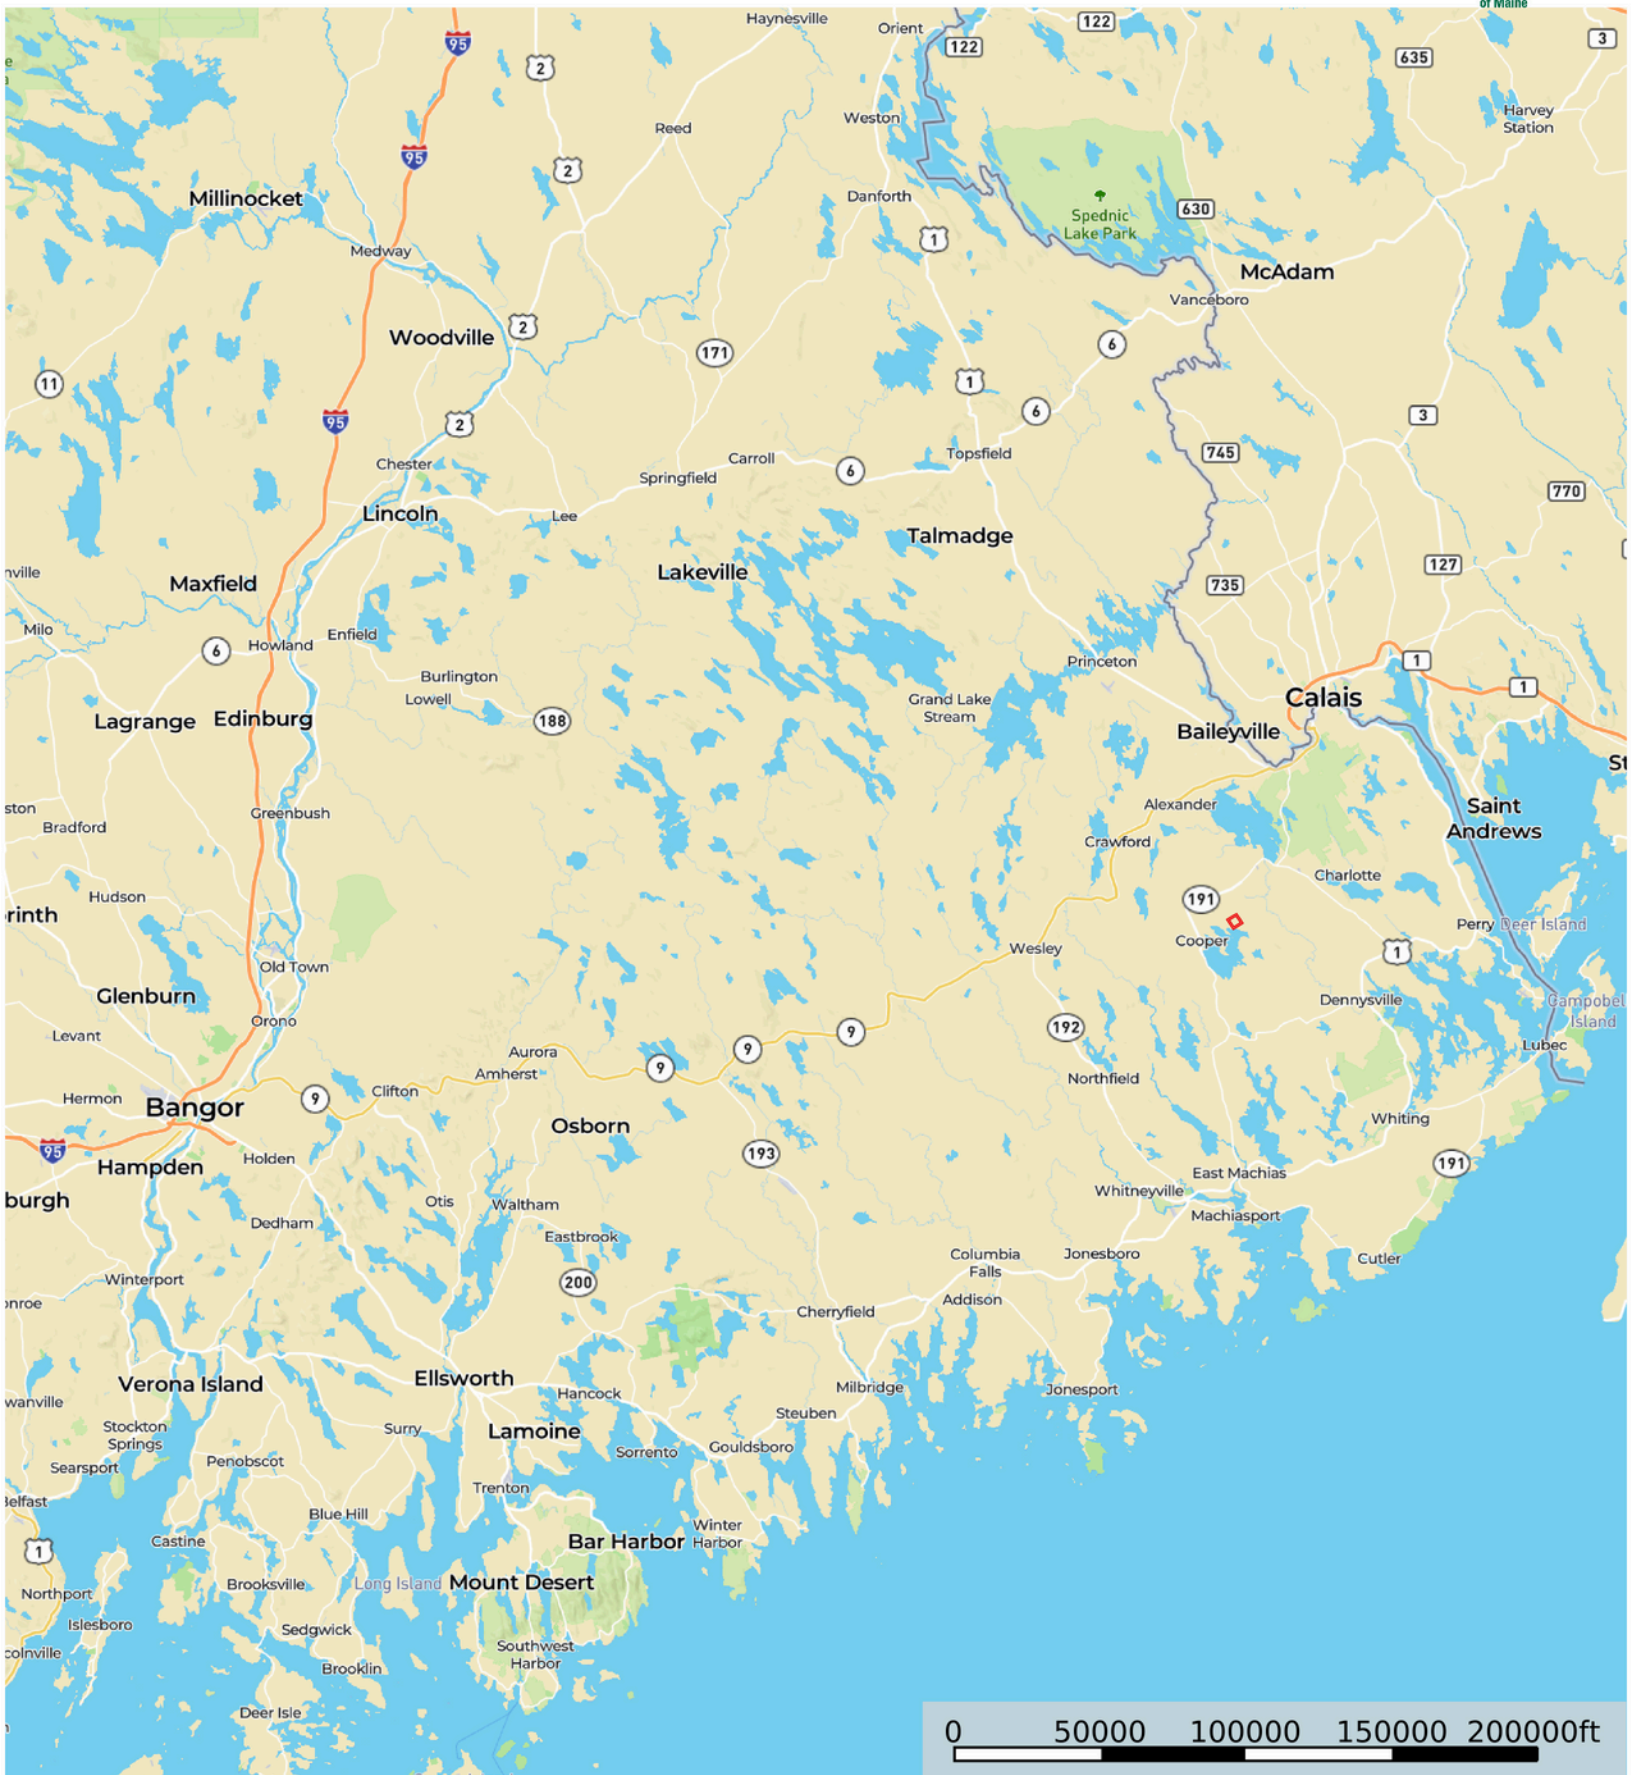 of Maine
Haynesville
Orient
122
122
3
95
2
635
Weston
Reed
Harvey
Station
95
2
Millinocket
Danforth
Spednic
Lake Park
630
1
Medway
McAdam
Vanceboro
Woodville
2
171
6
11
1
6
3
95
2
745
Chester
Springfield
Carroll
6
Topsfield
770
Lincoln
Lee
Talmadge
127
nville
Maxfield
Lakeville
735
Milo
Howland
Enfield
6
Princeton
1
Burlington
Lowell
Grand Lake
Stream
Calais
1
Lagrange
Edinburg
188
Baileyville
St
ston
Bradford
Greenbush
Alexander
Saint
Andrews
Crawford
Charlotte
Hudson
191
rinth
Perry
Deer Island
Cooper
Wesley
1
Old Town
Glenburn
Dennysville
Campobel
Island
Orono
Levant
9
9
192
Lubec
Aurora
Amherst
9
Northfield
Hermon
Bangor
9
Clifton
Osborn
Whiting
95
Holden
193
191
Hampden
East Machias
burgh
Otis
Waltham
Whitneyville
Machiasport
Dedham
Eastbrook
Columbia
Falls
Jonesboro
Cutler
Winterport
200
onroe
Cherryfield
Addison
Verona Island
Ellsworth
Hancock
Milbridge
Jonesport
wanville
Stockton
Springs
Surry
Lamoine
Steuben
Searsport
Penobscot
Sorrento
Gouldsboro
Trenton
Belfast
Blue Hill
Winter
Harbor
1
Castine
Bar Harbor
Northport
Brooksville
Long Island
Mount Desert
Islesboro
Sedgwick
colnville
Southwest
Harbor
Brooklin
Deer Isle
0 50000 100000 150000 200000ft